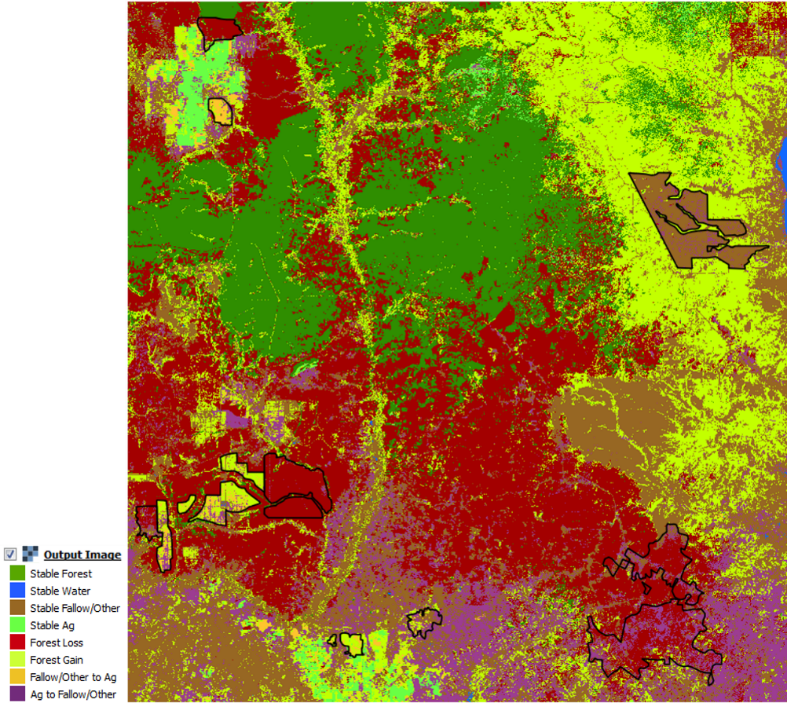 Output Image
Stable Forest
Stable Water
Stable Fallow/Other
Stable Ag
Forest Loss
Forest Gain
Fallow/Other to Ag
Ag to Fallow/Other